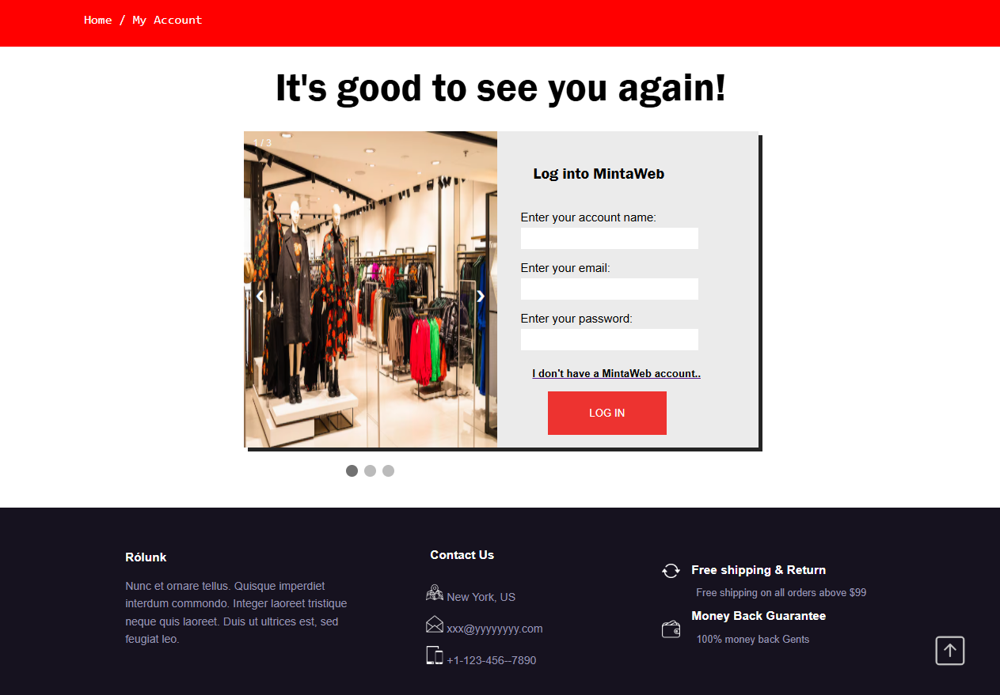 Home / My Account
It's good to see you again!
1 / 3
Log into MintaWeb
Enter your account name:
Enter your email:
Enter your password:
I don't have a MintaWeb account..
LOG IN
Rólunk
Nunc et ornare tellus. Quisque imperdiet
interdum commondo. Integer laoreet tristique
neque quis laoreet. Duis ut ultrices est, sed
feugiat leo.
Contact Us
New York, US
xxx@yyyyyyyy.com
+1-123-456--7890
Free shipping & Return
Free shipping on all orders above $99
Money Back Guarantee
100% money back Gents